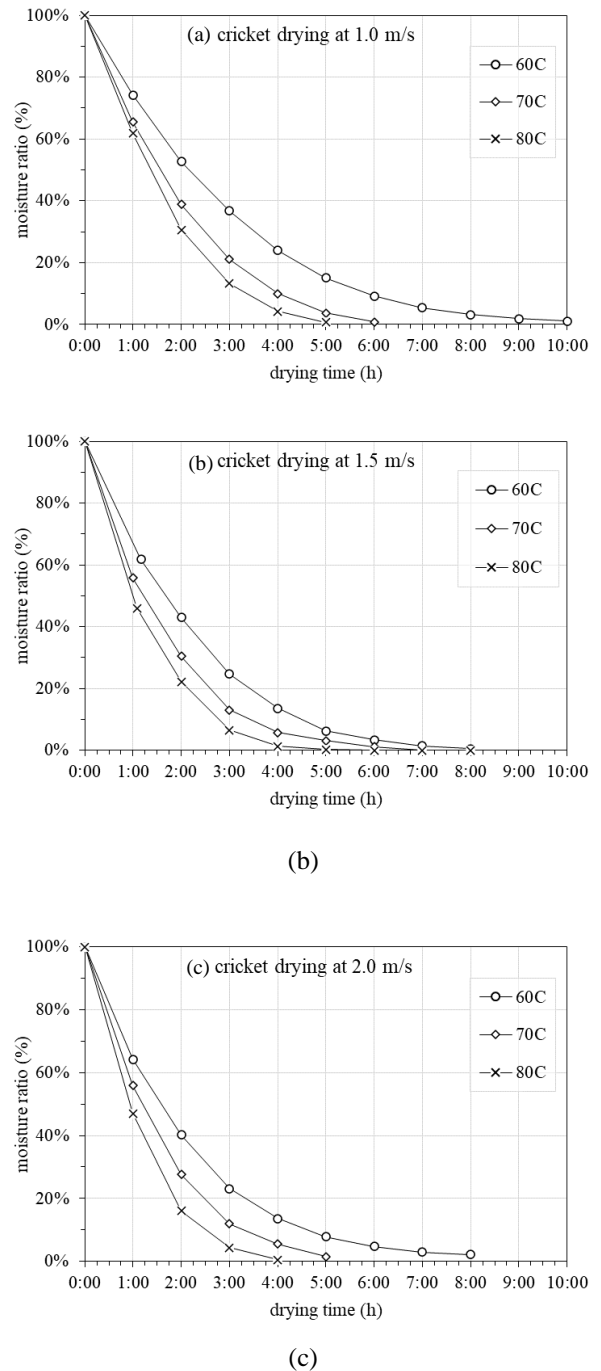 100%
80%
60%
40%
20%
0%
moisture ratio (%)
(a) cricket drying at 1.0 m/s
60C
70C
80C
0:00 1:00 2:00 3:00 4:00 5:00 6:00 7:00 8:00 9:00 10:00
drying time (h)
100%
80%
60%
40%
20%
0%
moisture ratio (%)
(b) cricket drying at 1.5 m/s
60C
70C
80C
0:00 1:00 2:00 3:00 4:00 5:00 6:00 7:00 8:00 9:00 10:00
drying time (h)
(b)
100%
80%
60%
40%
20%
0%
moisture ratio (%)
(c) cricket drying at 2.0 m/s
60C
70C
80C
0:00 1:00 2:00 3:00 4:00 5:00 6:00 7:00 8:00 9:00 10:00
drying time (h)
(c)